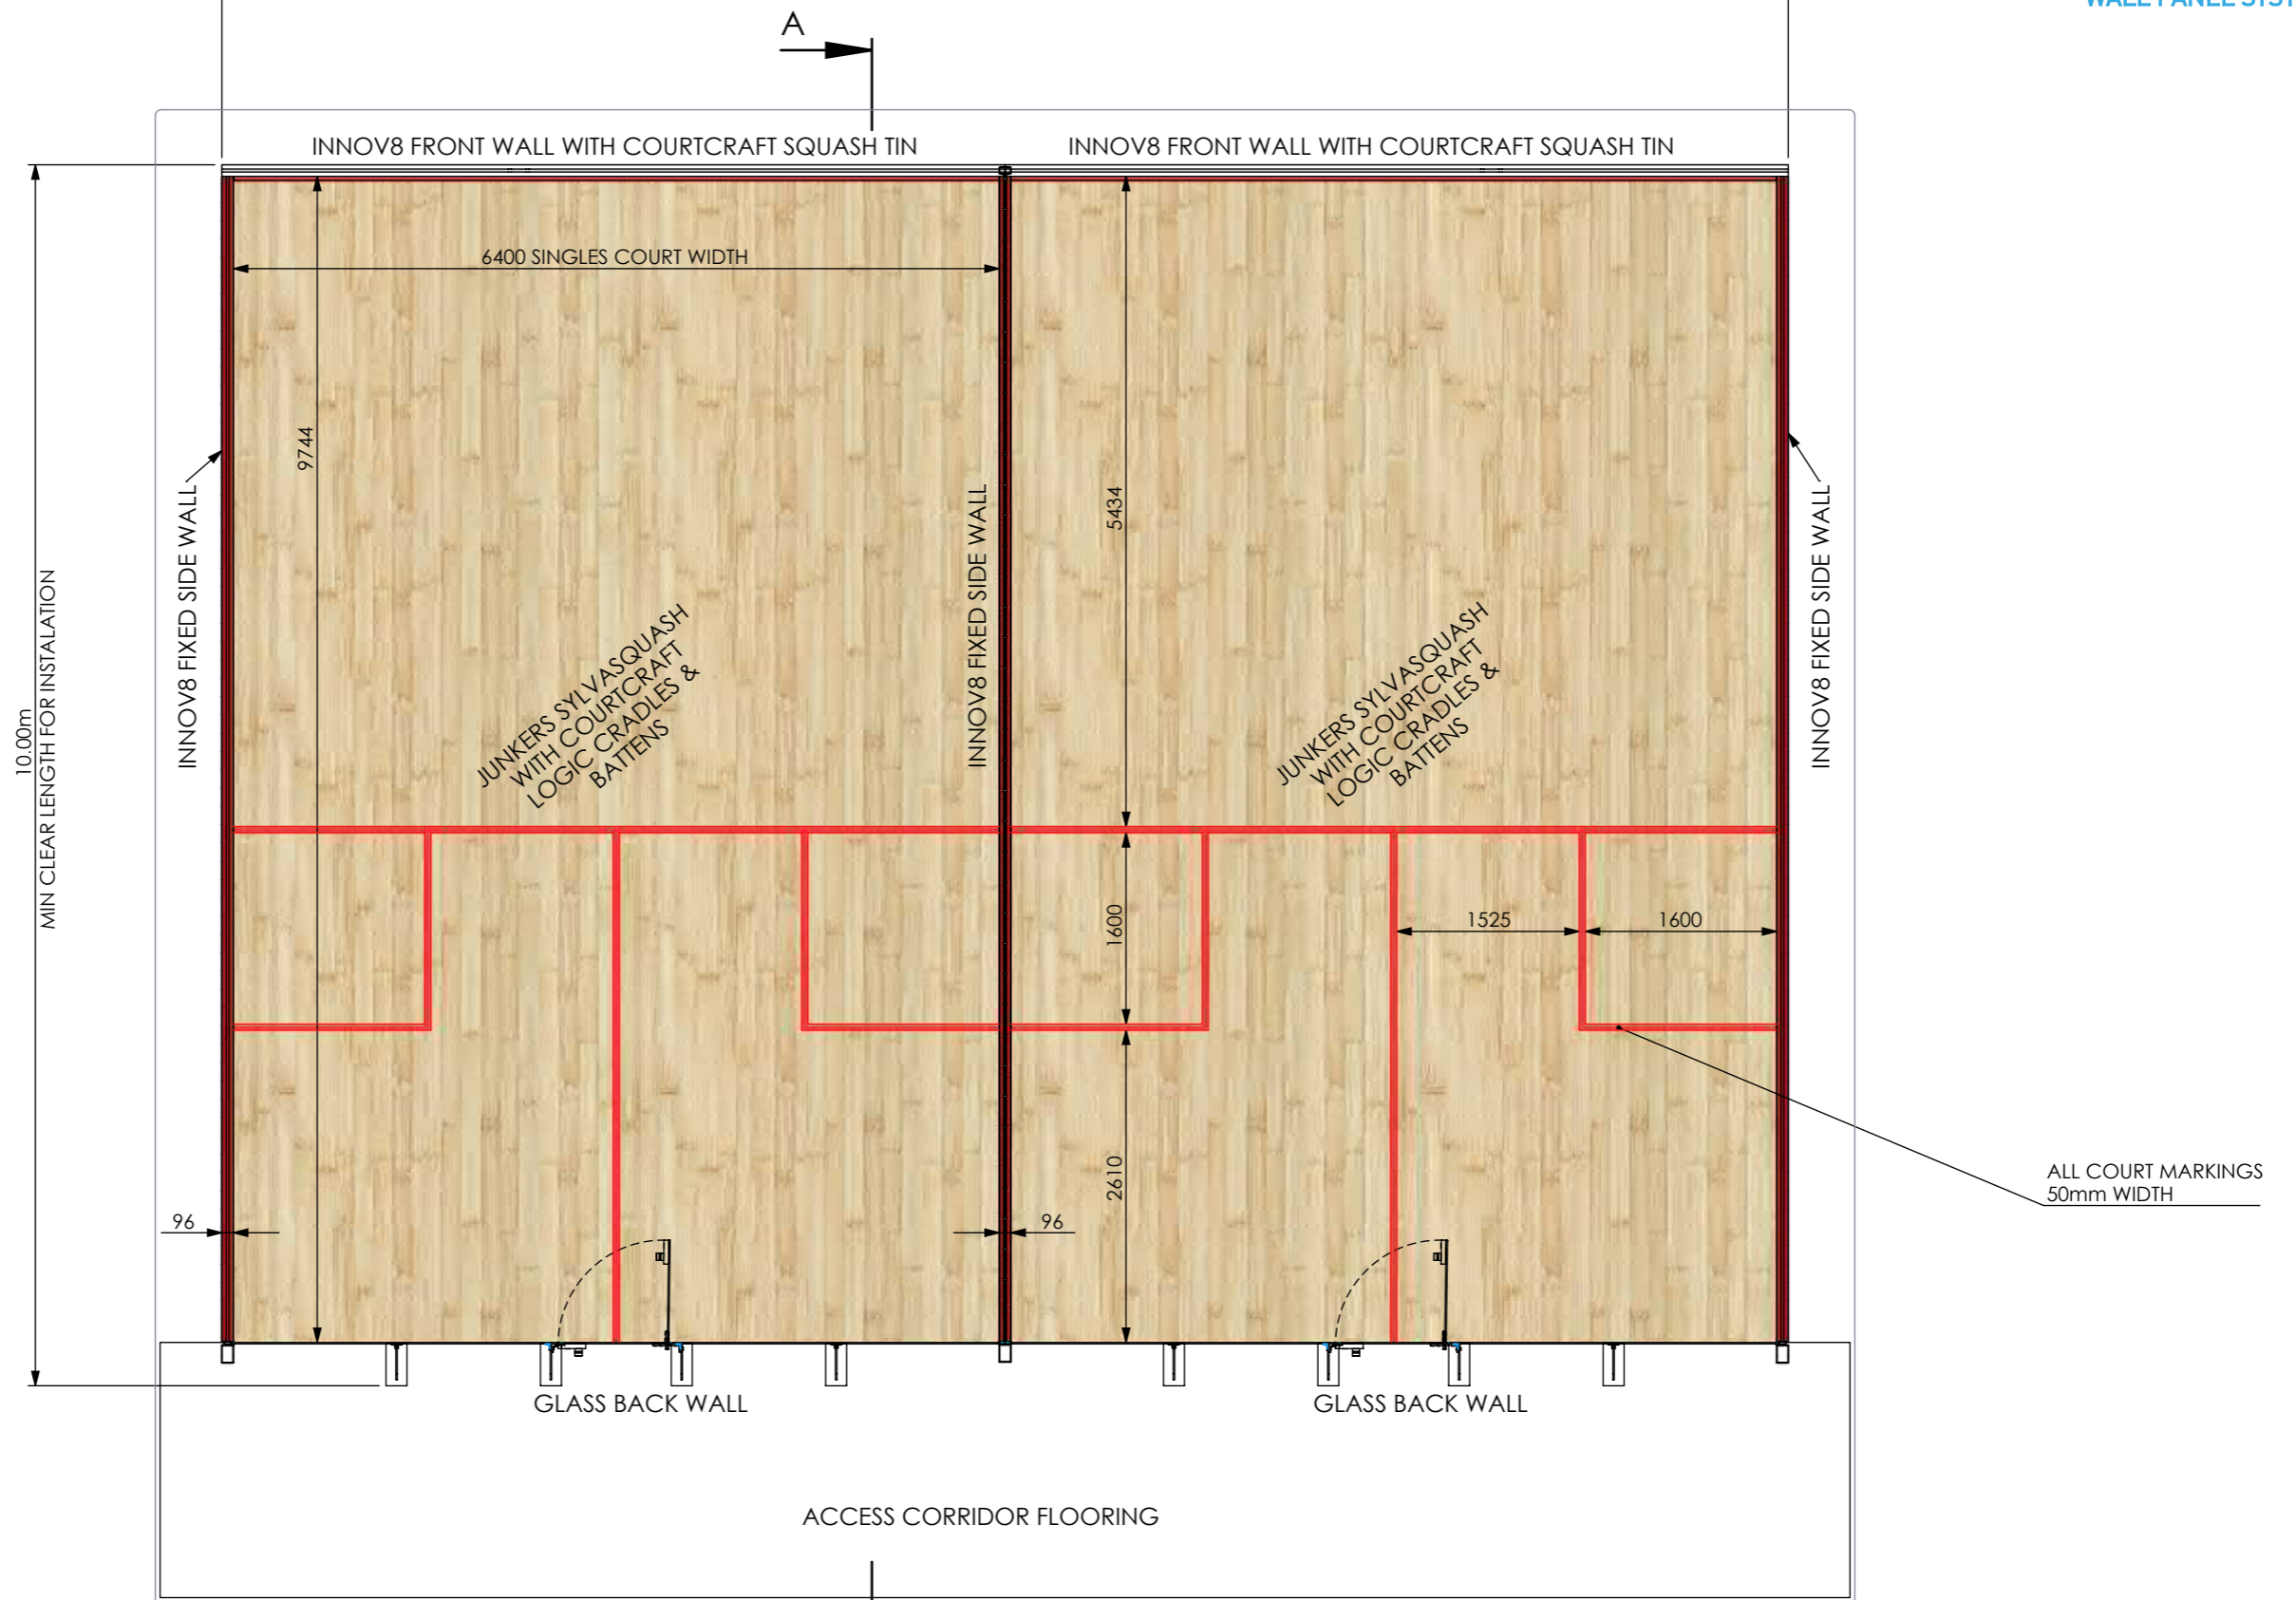 A
INNOV8 FRONT WALL WITH COURTCRAFT SQUASH TIN
INNOV8 FRONT WALL WITH COURTCRAFT SQUASH TIN
6400 SINGLES COURT WIDTH
9744
5434
INNOV8 FIXED SIDE WALL
INNOV8 FIXED SIDE WALL
INNOV8 FIXED SIDE WALL
10.00m
MIN CLEAR LENGTH FOR INSTALATION
JUNKERS SYLVASQUASH
WITH COURTCRAFT
LOGIC CRADLES &
BATTENS
JUNKERS SYLVASQUASH
WITH COURTCRAFT
LOGIC CRADLES &
BATTENS
1600
1525
1600
2610
ALL COURT MARKINGS
50mm WIDTH
96
96
GLASS BACK WALL
GLASS BACK WALL
ACCESS CORRIDOR FLOORING